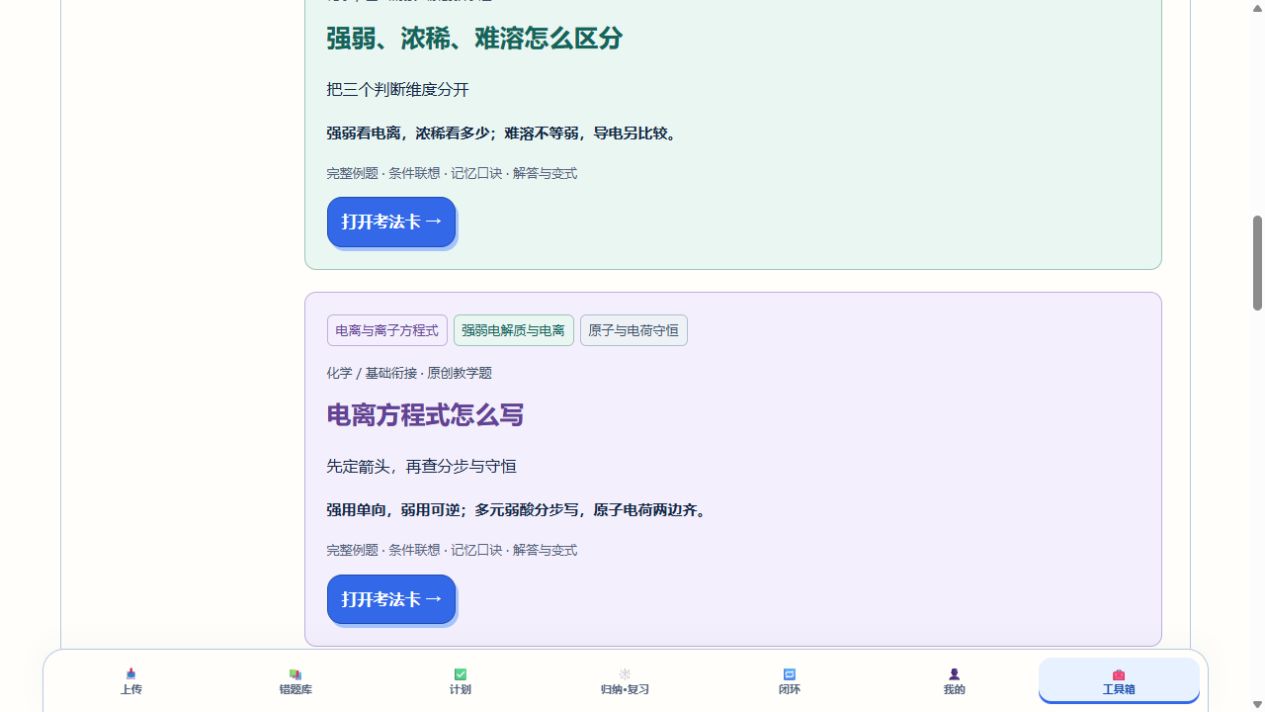 强弱、浓稀、难溶怎么区分
把三个判断维度分开
强弱看电离，浓稀看多少；难溶不等弱，导电另比较。
完整例题 · 条件联想 · 记忆口诀 · 解答与变式
打开考法卡 →
电离与离子方程式 强弱电解质与电离 原子与电荷守恒
化学 / 基础衔接 · 原创教学题
电离方程式怎么写
先定箭头，再查分步与守恒
强用单向，弱用可逆；多元弱酸分步写，原子电荷两边齐。
完整例题 · 条件联想 · 记忆口诀 · 解答与变式
打开考法卡 →
上传 错题库 计划 归纳·复习 闭环 我的 工具箱